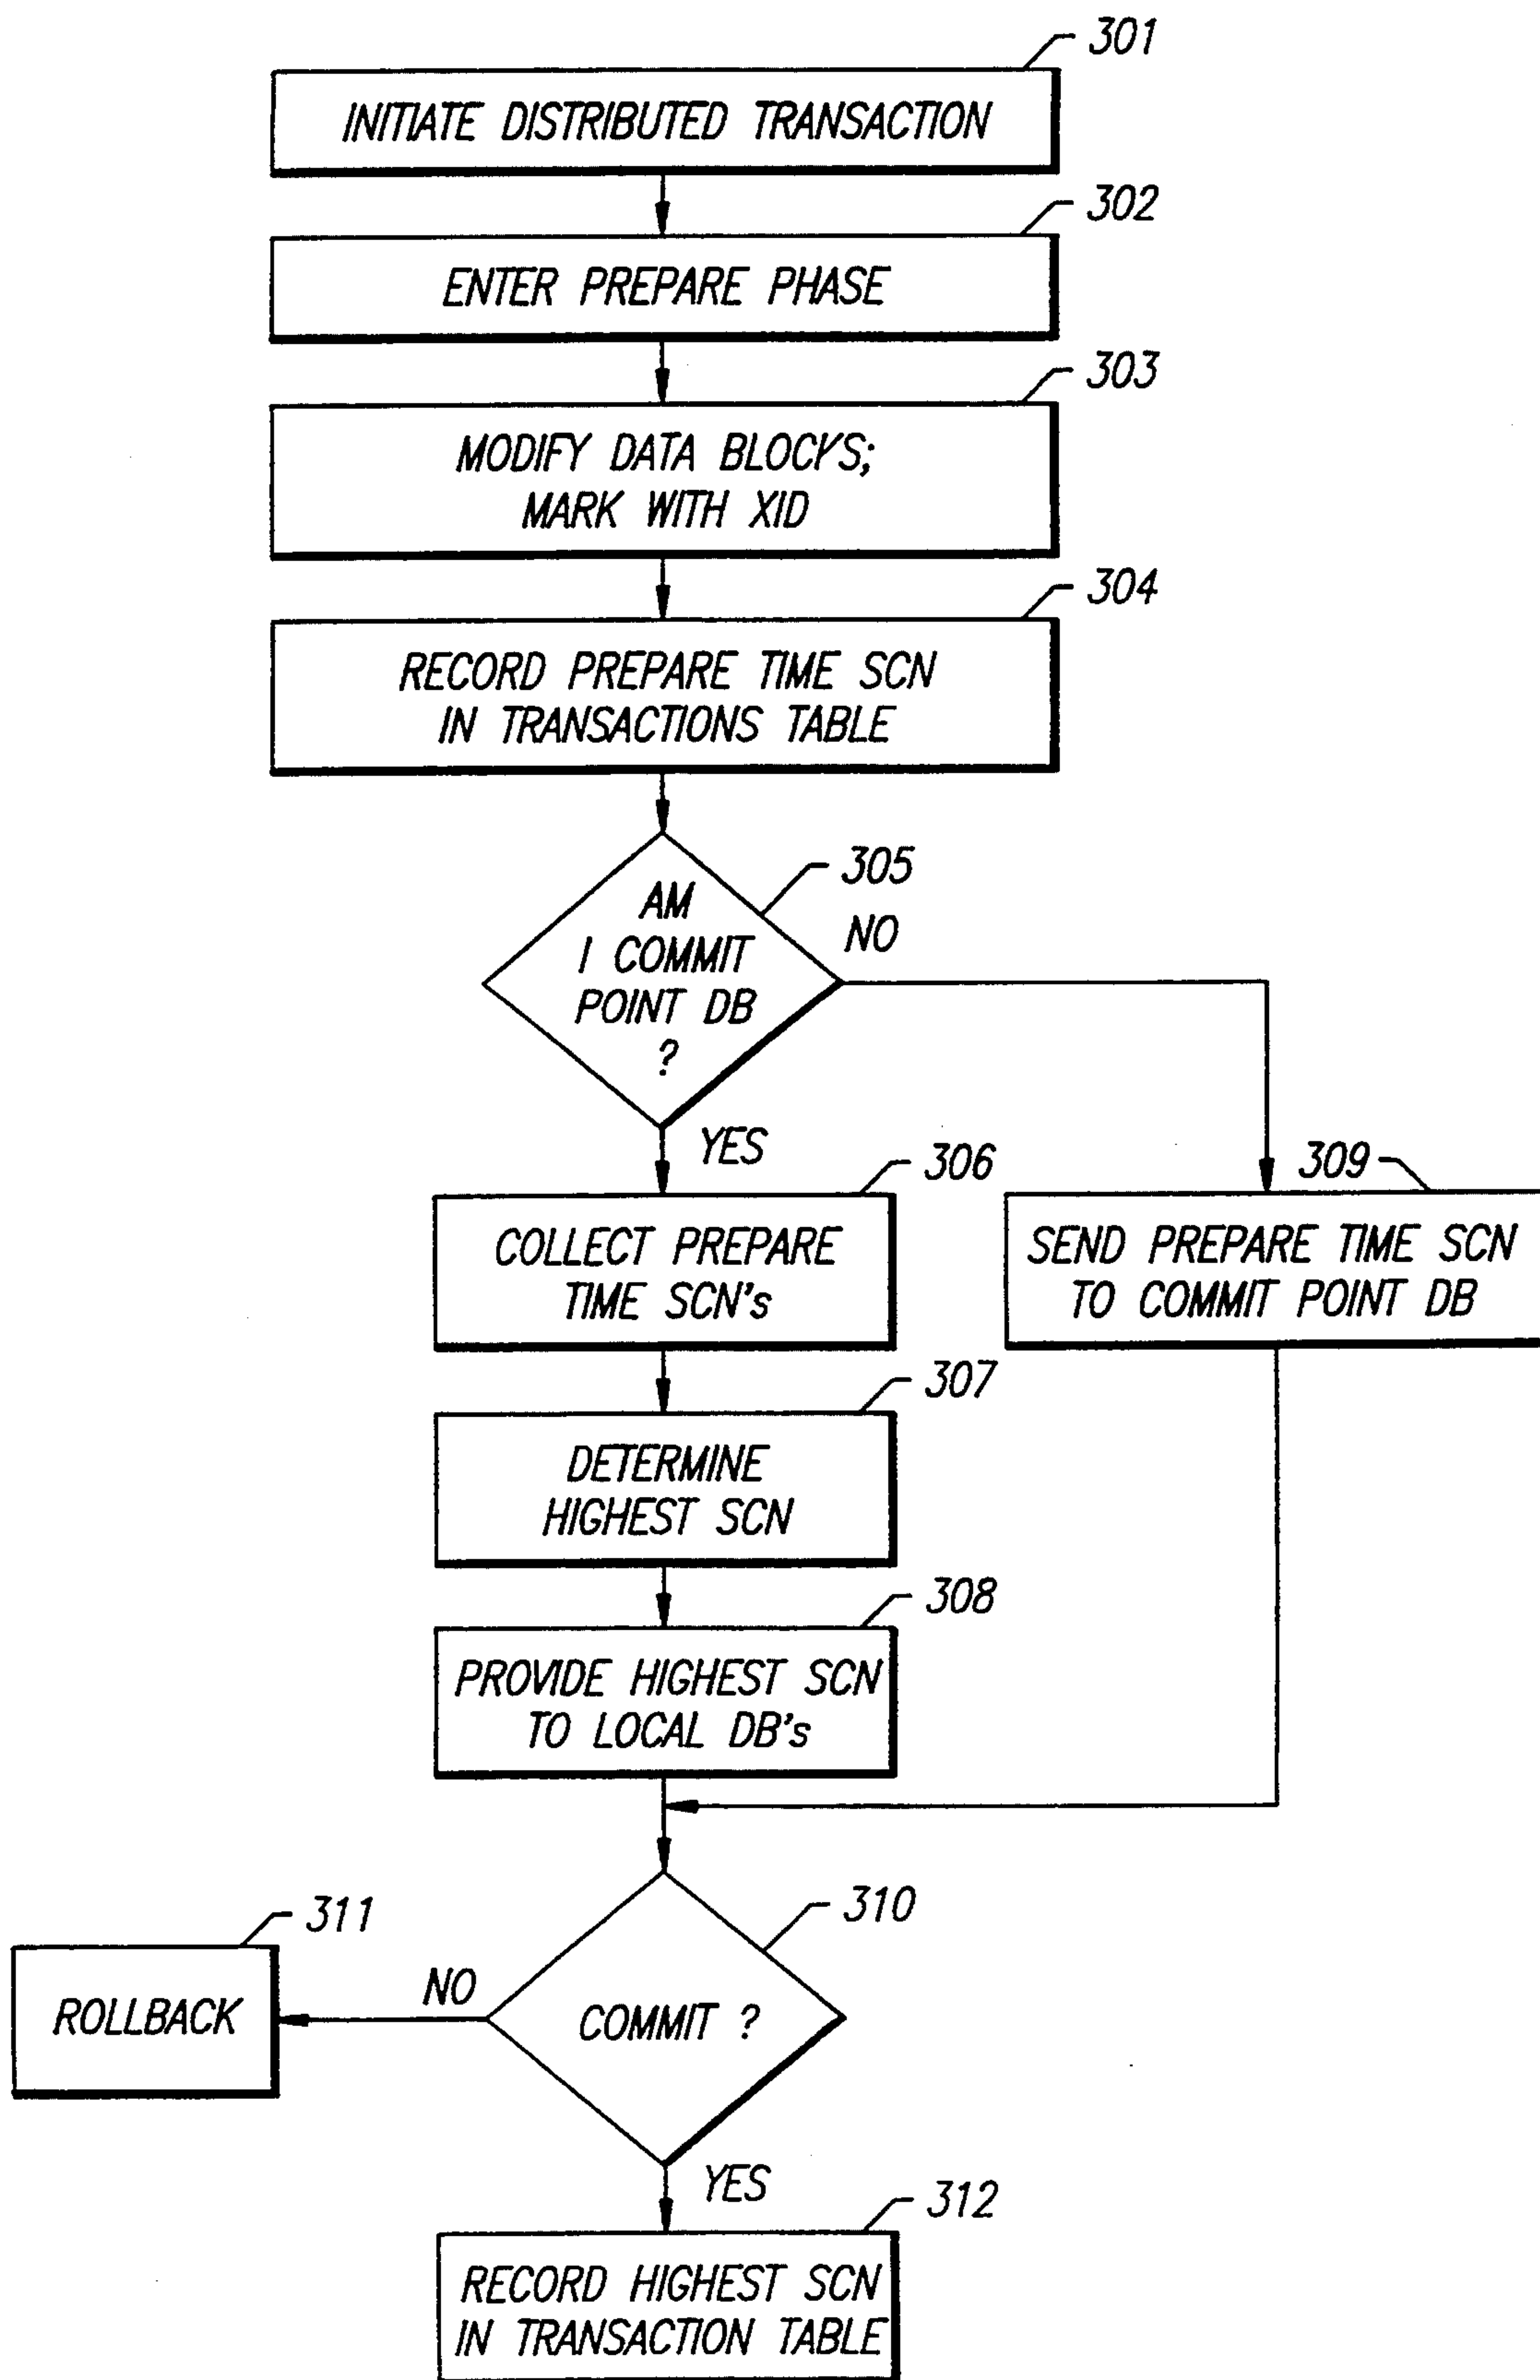 301
INITIATE DISTRIBUTED TRANSACTION
302
ENTER PREPARE PHASE
303
MODIFY DATA BLOCYS;
MARK WITH XID
304
RECORD PREPARE TIME SCN
IN TRANSACTIONS TABLE
305
AM
I COMMIT
POINT DB
?
NO
YES
306
COLLECT PREPARE
TIME SCN's
309
SEND PREPARE TIME SCN
TO COMMIT POINT DB
307
DETERMINE
HIGHEST SCN
308
PROVIDE HIGHEST SCN
TO LOCAL DB's
310
COMMIT ?
NO
311
ROLLBACK
YES
312
RECORD HIGHEST SCN
IN TRANSACTION TABLE